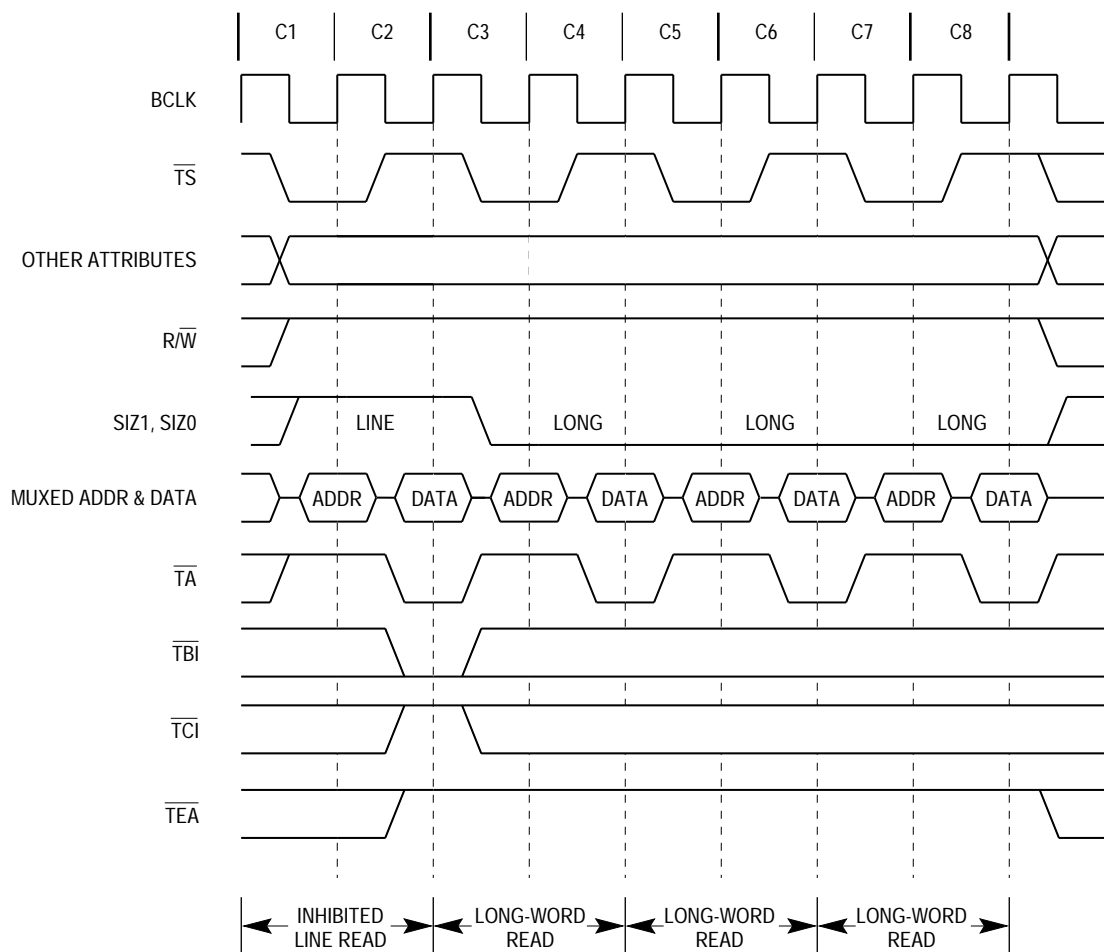 C1 C2 C3 C4 C5 C6 C7 C8
BCLK
TS
OTHER ATTRIBUTES
R/W
SIZ1, SIZ0 LINE LONG LONG LONG
MUXED ADDR & DATA ADDR DATA ADDR DATA ADDR DATA ADDR DATA
TA
TBI
TCI
TEA
INHIBITED LINE READ
LONG-WORD READ
LONG-WORD READ
LONG-WORD READ